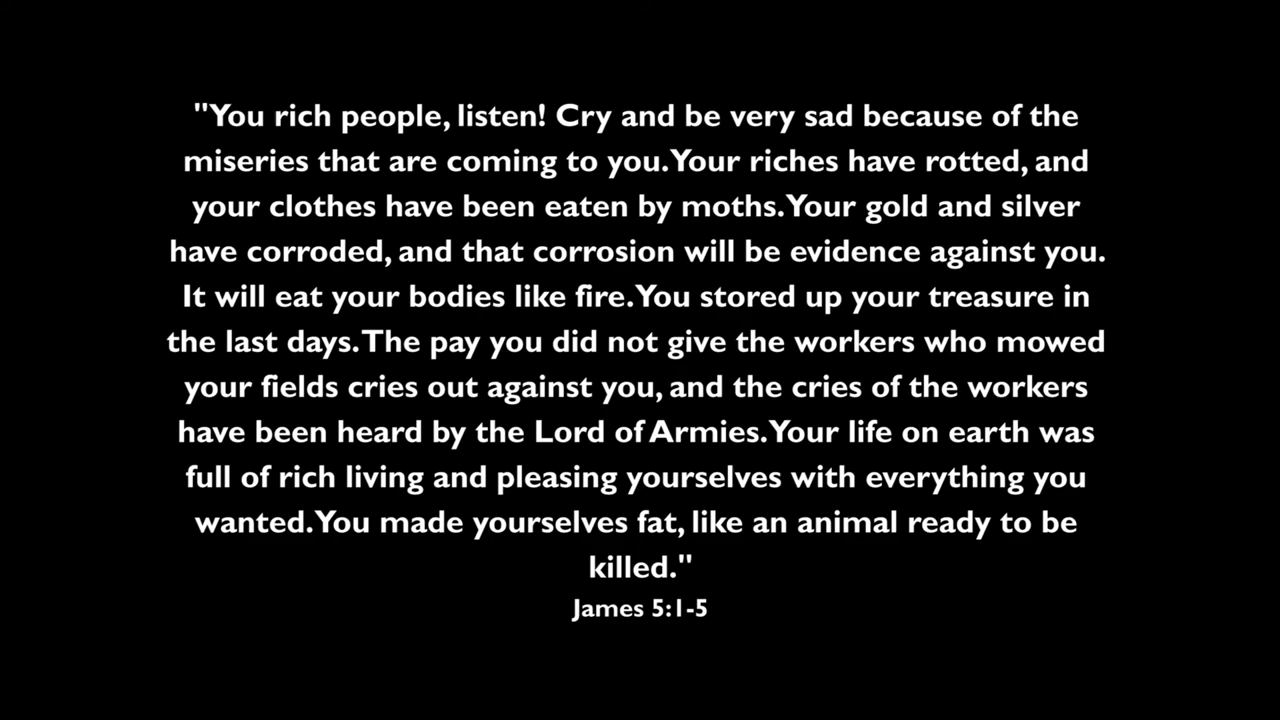 "You rich people, listen! Cry and be very sad because of the
miseries that are coming to you. Your riches have rotted, and
your clothes have been eaten by moths. Your gold and silver
have corroded, and that corrosion will be evidence against you.
It will eat your bodies like fire. You stored up your treasure in
the last days. The pay you did not give the workers who mowed
your fields cries out against you, and the cries of the workers
have been heard by the Lord of Armies. Your life on earth was
full of rich living and pleasing yourselves with everything you
wanted. You made yourselves fat, like an animal ready to be
killed."
James 5:1-5